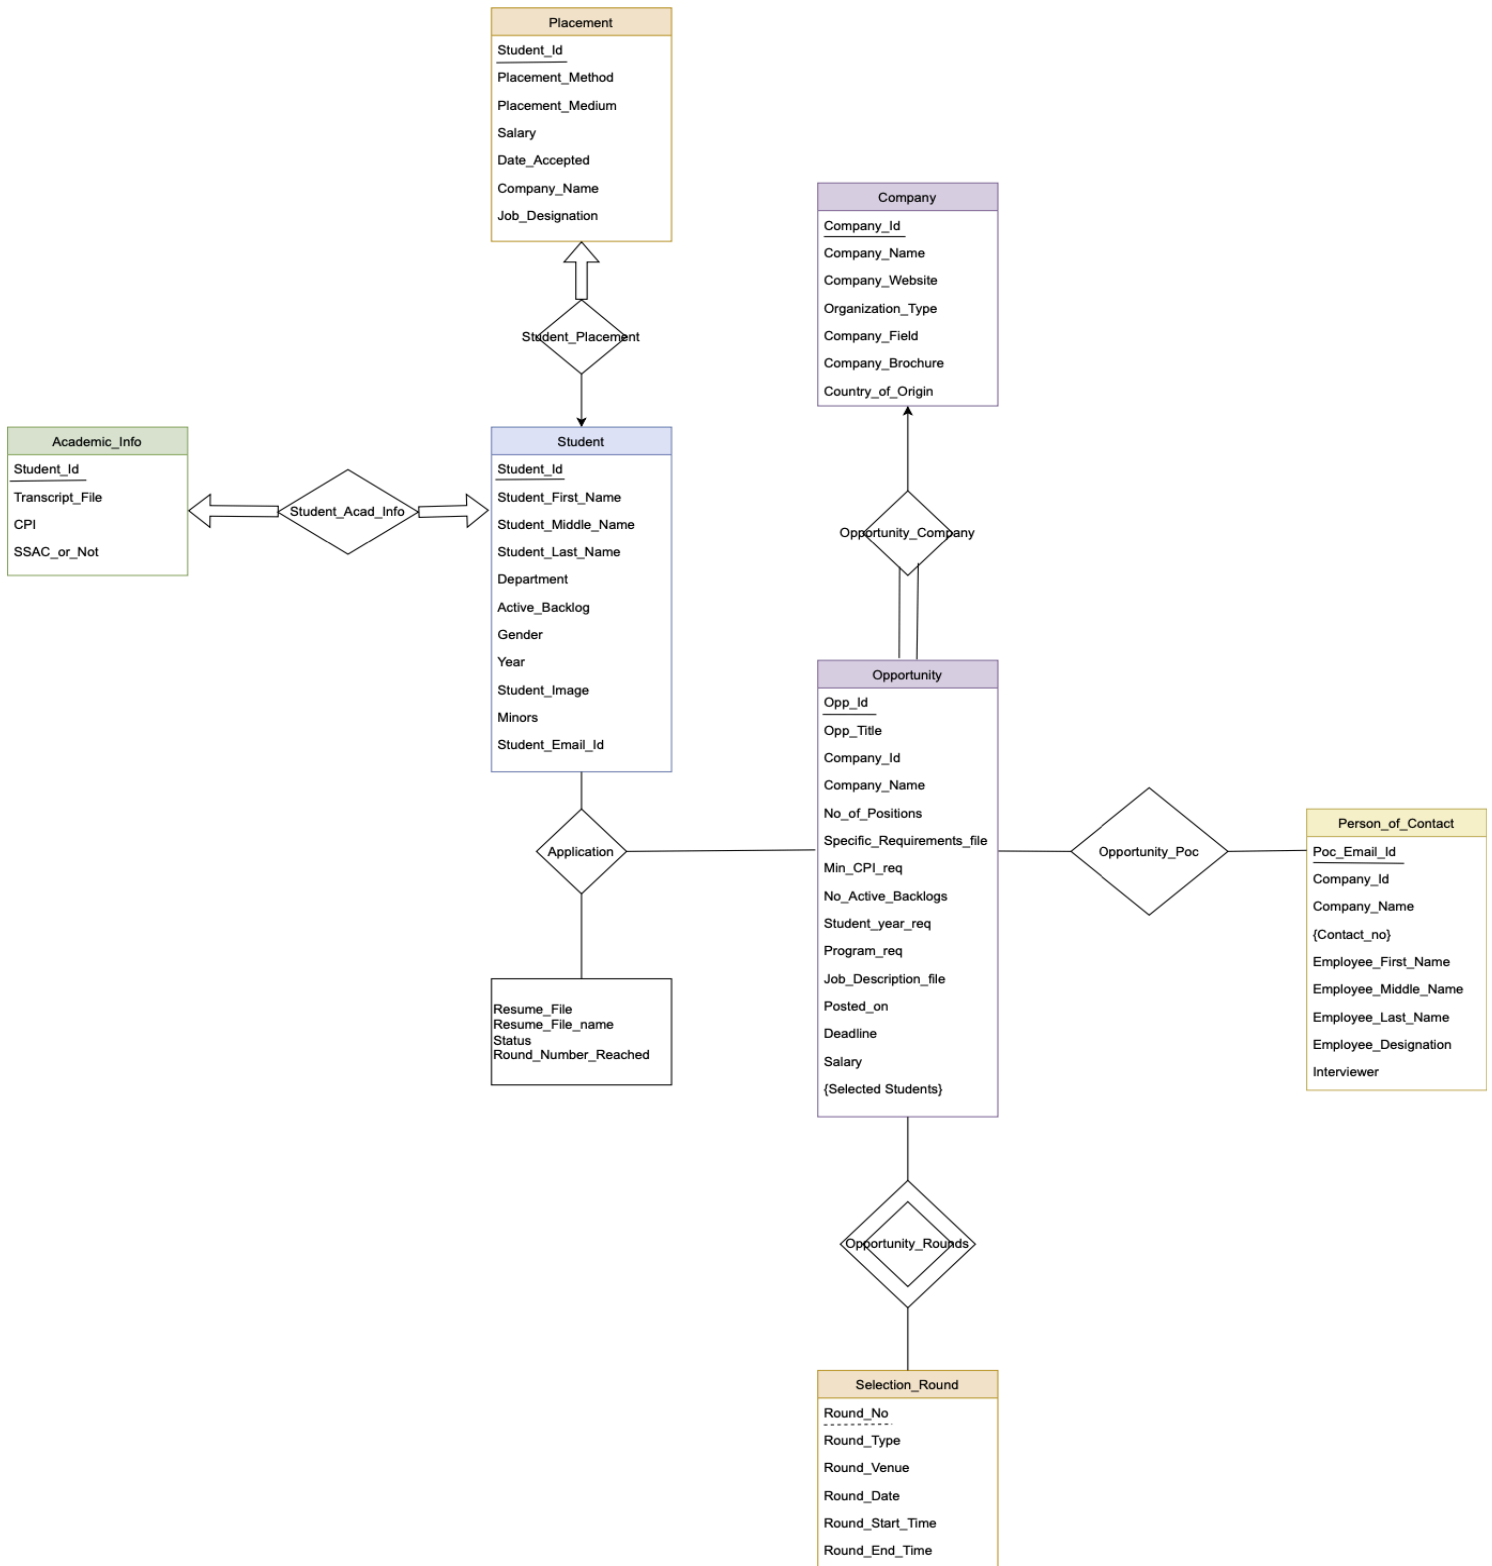 Placement
Student_Id
Placement_Method
Placement_Medium
Salary
Date_Accepted
Company_Name
Job_Designation
Student_Placement
Company
Company_Id
Company_Name
Company_Website
Organization_Type
Company_Field
Company_Brochure
Country_of_Origin
Academic_Info
Student_Id
Transcript_File
CPI
SSAC_or_Not
Student_Acad_Info
Student
Student_Id
Student_First_Name
Student_Middle_Name
Student_Last_Name
Department
Active_Backlog
Gender
Year
Student_Image
Minors
Student_Email_Id
Opportunity_Company
Opportunity
Opp_Id
Opp_Title
Company_Id
Company_Name
No_of_Positions
Specific_Requirements_file
Min_CPI_req
No_Active_Backlogs
Student_year_req
Program_req
Job_Description_file
Posted_on
Deadline
Salary
{Selected Students}
Application
Resume_File
Resume_File_name
Status
Round_Number_Reached
Opportunity_Poc
Person_of_Contact
Poc_Email_Id
Company_Id
Company_Name
{Contact_no}
Employee_First_Name
Employee_Middle_Name
Employee_Last_Name
Employee_Designation
Interviewer
Opportunity_Rounds
Selection_Round
Round_No
Round_Type
Round_Venue
Round_Date
Round_Start_Time
Round_End_Time